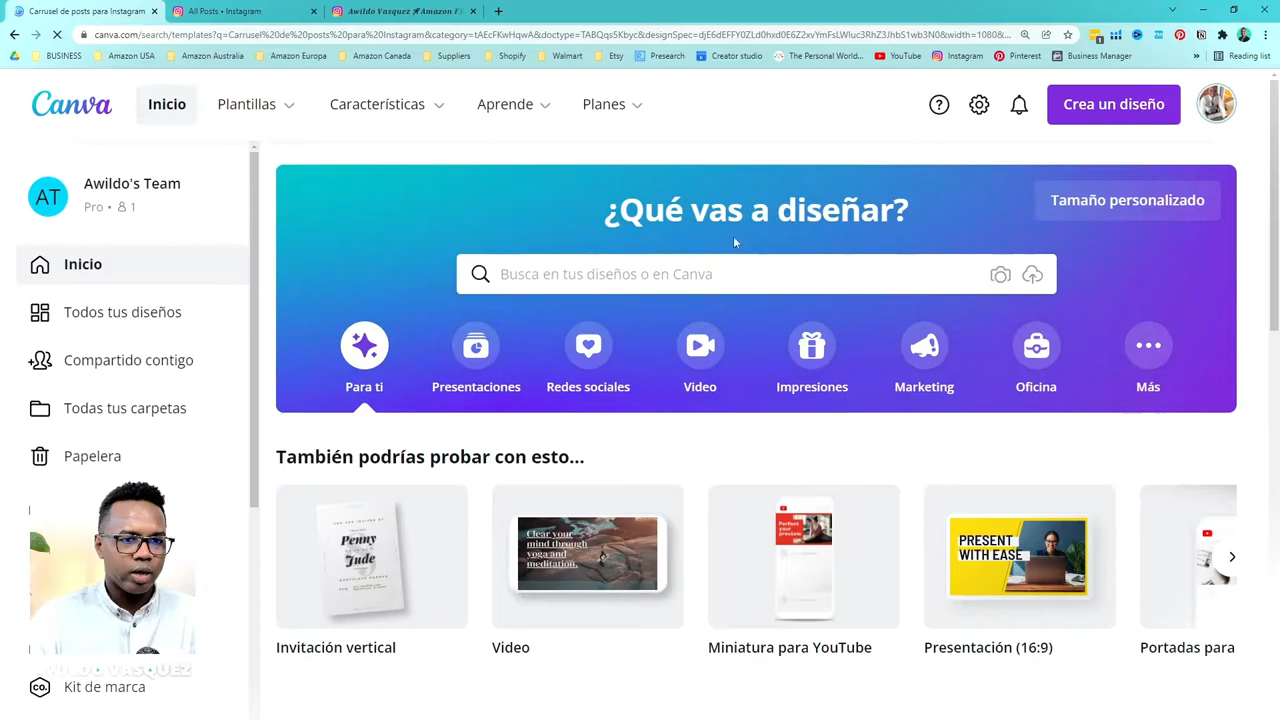 Carrusel de posts para Instagram
All Posts • Instagram
canva.com/search/templates?q=Carrusel%20de%20posts%20para%20Instagram&category=tAEcFKwHqwA&doctype=TABQqs5Kbyc&designSpec=
BUSINESS
Amazon USA
Amazon Australia
Amazon Europa
Amazon Canada
Suppliers
Shopify
Walmart
Etsy
Presearch
Creator studio
The Personal World...
YouTube
Instagram
Pinterest
Business Manager
»
Reading list
Canva
Inicio
Plantillas
Características
Aprende
Planes
Crea un diseño
AT
Awildo's Team
Pro • 1
Inicio
Todos tus diseños
Compartido contigo
Todas tus carpetas
Papelera
Kit de marca
¿Qué vas a diseñar?
Tamaño personalizado
Busca en tus diseños o en Canva
Para ti
Presentaciones
Redes sociales
Video
Impresiones
Marketing
Oficina
Más
También podrías probar con esto...
Penny
Jude
Clear your
mind through
yoga and
meditation.
Perfect
your
preview
PRESENT
WITH EASE
Invitación vertical
Video
Miniatura para YouTube
Presentación (16:9)
Portadas para